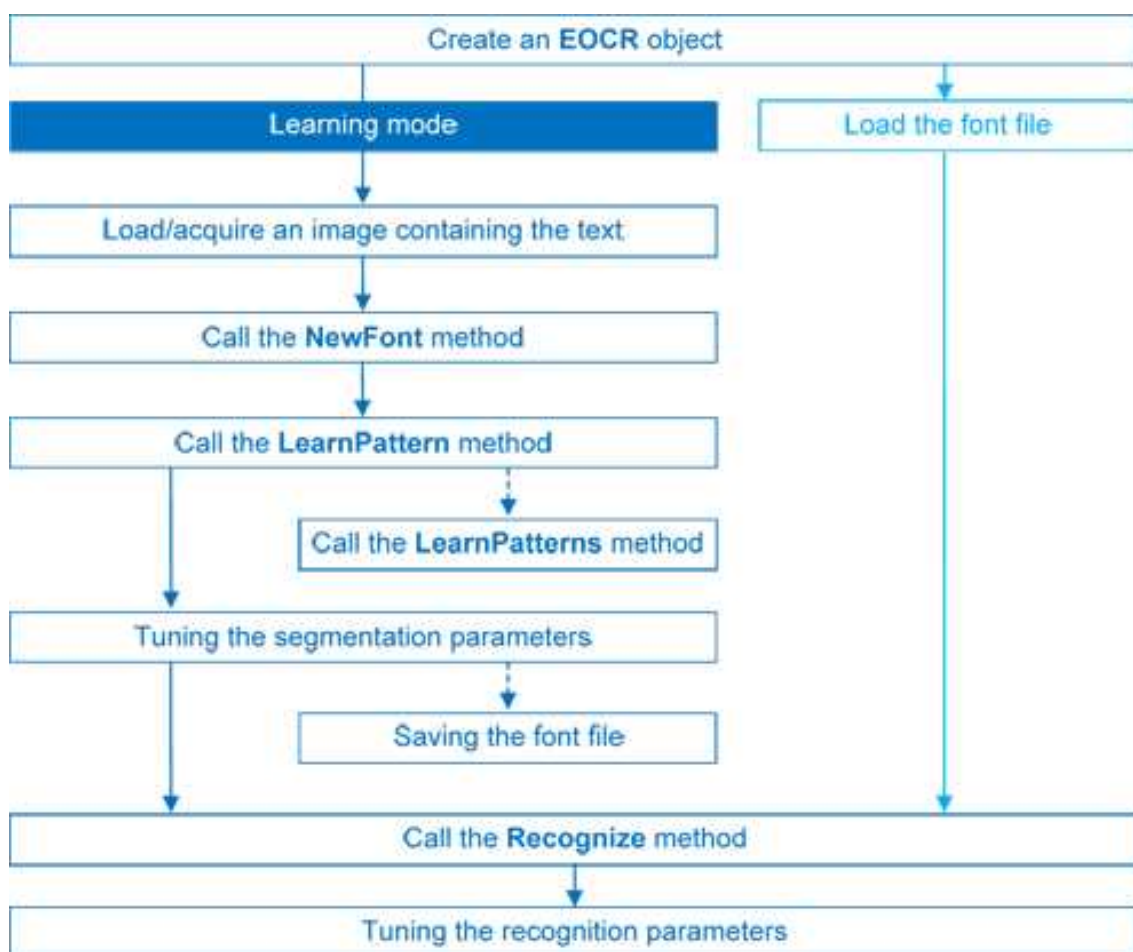 Create an EOCR object
Learning mode
Load the font file
Load/acquire an image containing the text
Call the NewFont method
Call the LearnPattern method
Call the LearnPatterns method
Tuning the segmentation parameters
Saving the font file
Call the Recognize method
Tuning the recognition parameters